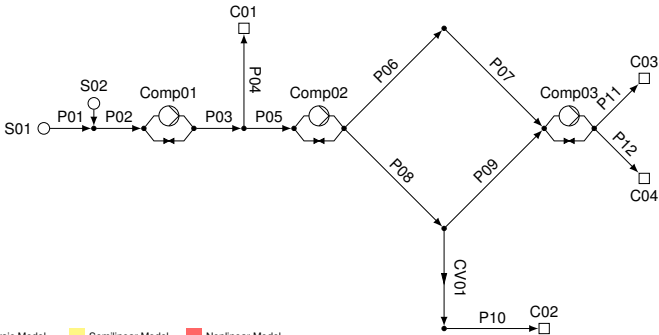 C01
C03
S02
Comp01
P04
Comp02
P06
P07
Comp03
P11
S01
P01
P02
P03
P05
P12
P08
P09
C04
CV01
P10
C02
Model
Semilinear Model
Nonlinear Model